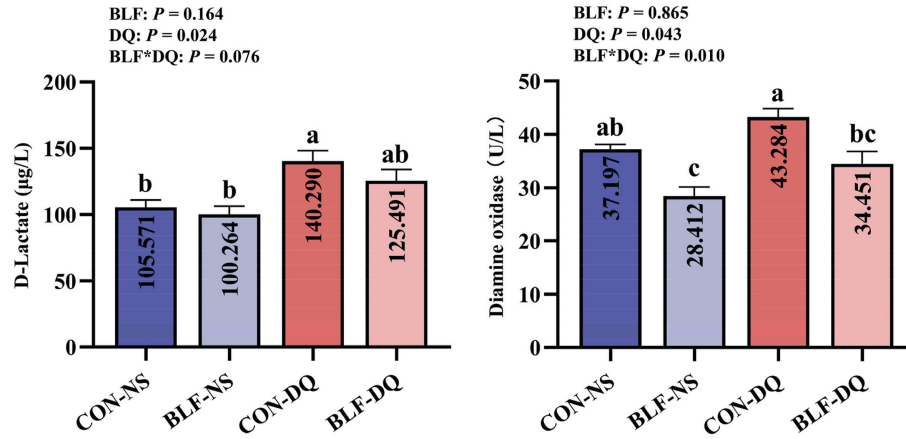 BLF: P = 0.164
DQ: P = 0.024
BLF*DQ: P = 0.076
200
150
100
50
0
D-Lactate (μg/L)
b
b
a
ab
105.571
100.264
140.290
125.491
CON-NS
BLF-NS
CON-DQ
BLF-DQ
BLF: P = 0.865
DQ: P = 0.043
BLF*DQ: P = 0.010
50
40
30
20
10
0
Diamine oxidase（U/L）
ab
c
a
bc
37.197
28.412
43.284
34.451
CON-NS
BLF-NS
CON-DQ
BLF-DQ